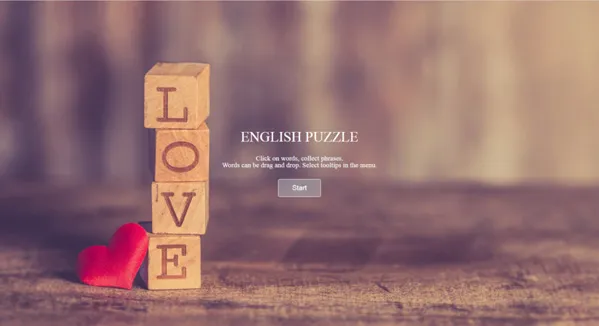 L
O
V
E
ENGLISH PUZZLE
Click on words, collect phrases.
Words can be drag and drop. Select tooltips in the menu
Start